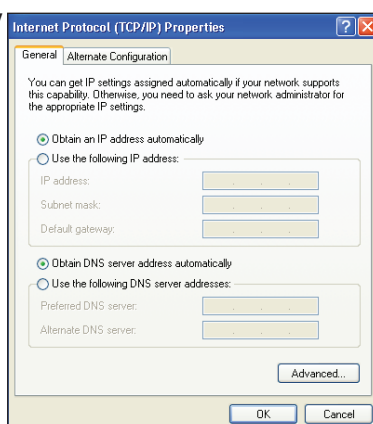 Internet Protocol (TCP/IP) Properties
General
Alternate Configuration
You can get IP settings assigned automatically if your network supports
this capability. Otherwise, you need to ask your network administrator for
the appropriate IP settings.
Obtain an IP address automatically
Use the following IP address:
IP address:
Subnet mask:
Default gateway:
Obtain DNS server address automatically
Use the following DNS server addresses:
Preferred DNS server:
Alternate DNS server:
Advanced...
OK
Cancel